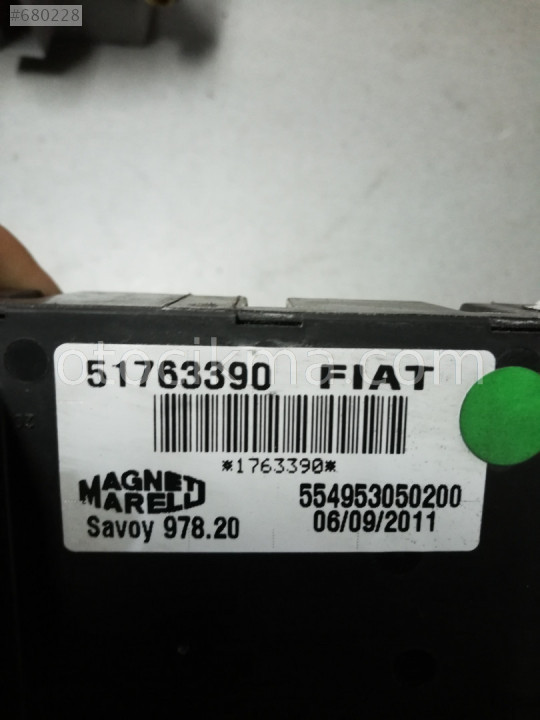 #680228
otocikma.com
51763390 FIAT
*1763390*
MAGNETI MARELLI
554953050200
Savoy 978.20
06/09/2011